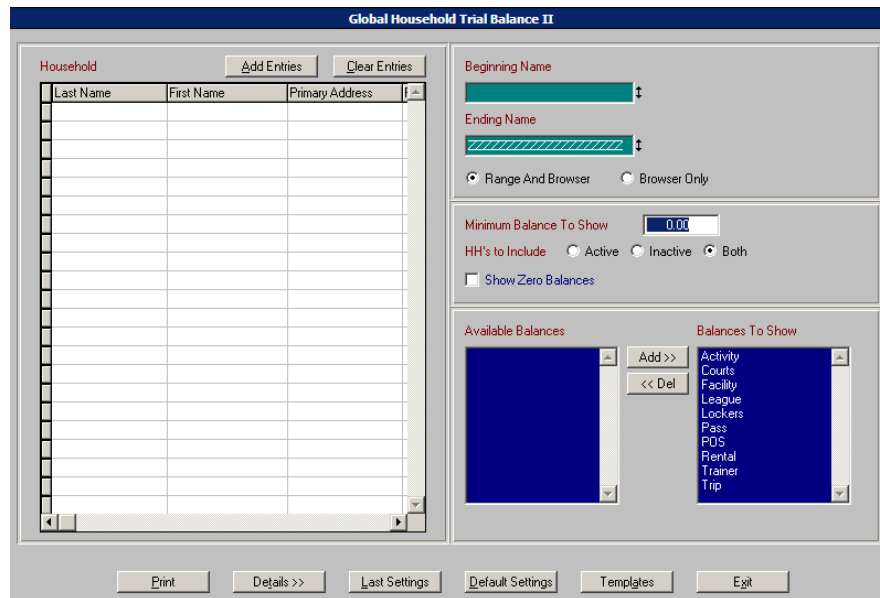 Global Household Trial Balance II
Household
Add Entries
Clear Entries
Last Name
First Name
Primary Address
Beginning Name
Ending Name
ZZZZZZZZZZZZZZZZZZZZ
Range And Browser
Browser Only
Minimum Balance To Show
0.00
HH's to Include
Active
Inactive
Both
Show Zero Balances
Available Balances
Balances To Show
Add >>
<< Del
Activity
Courts
Facility
League
Lockers
Pass
POS
Rental
Trainer
Trip
Print
Details >>
Last Settings
Default Settings
Templates
Exit